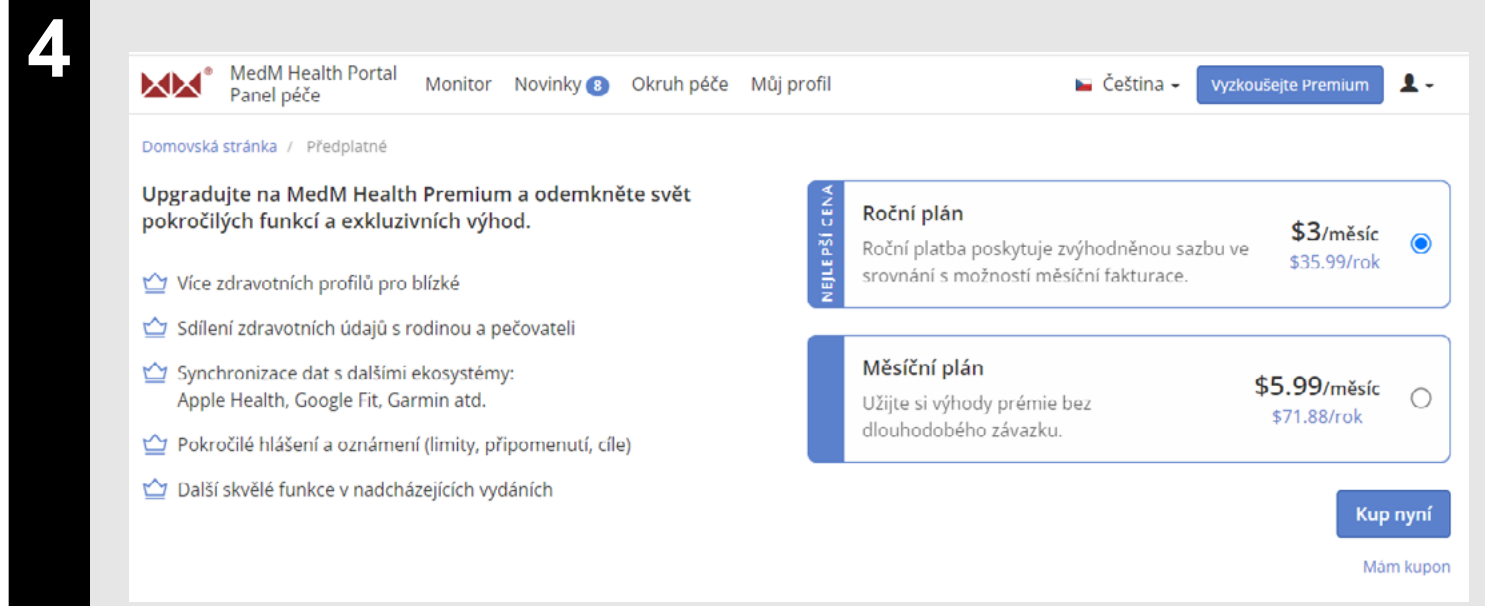 4
MedM Health Portal
Panel péče
Monitor Novinky 8 Okruh péče Můj profil
Čeština Vyzkoušejte Premium
Domovská stránka / Předplatné
Upgradujte na MedM Health Premium a odemkněte svět
pokročilých funkcí a exkluzivních výhod.
Více zdravotních profilů pro blízké
Sdílení zdravotních údajů s rodinou a pečovateli
Synchronizace dat s dalšími ekosystémy:
Apple Health, Google Fit, Garmin atd.
Pokročilé hlášení a oznámení (limity, připomenutí, cíle)
Další skvělé funkce v nadcházejících vydáních
NEJLEPŠÍ CENA
Roční plán
Roční platba poskytuje zvýhodněnou sazbu ve
srovnání s možností měsíční fakturace.
$3/měsíc
$35.99/rok
Měsíční plán
Užijte si výhody prémie bez
dlouhodobého závazku.
$5.99/měsíc
$71.88/rok
Kup nyní
Mám kupon